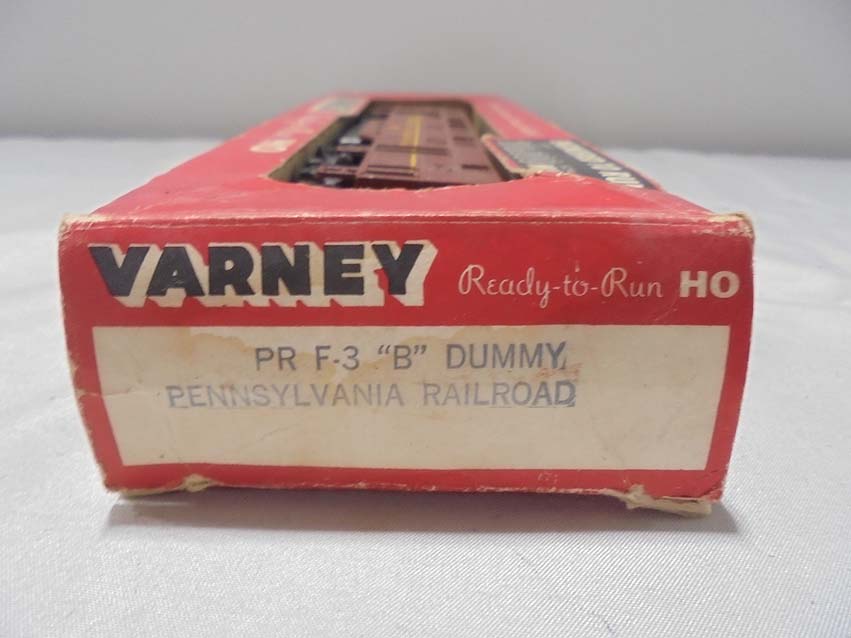 VARNEY Ready-to-Run HO
PR F-3 "B" DUMMY
PENNSYLVANIA RAILROAD